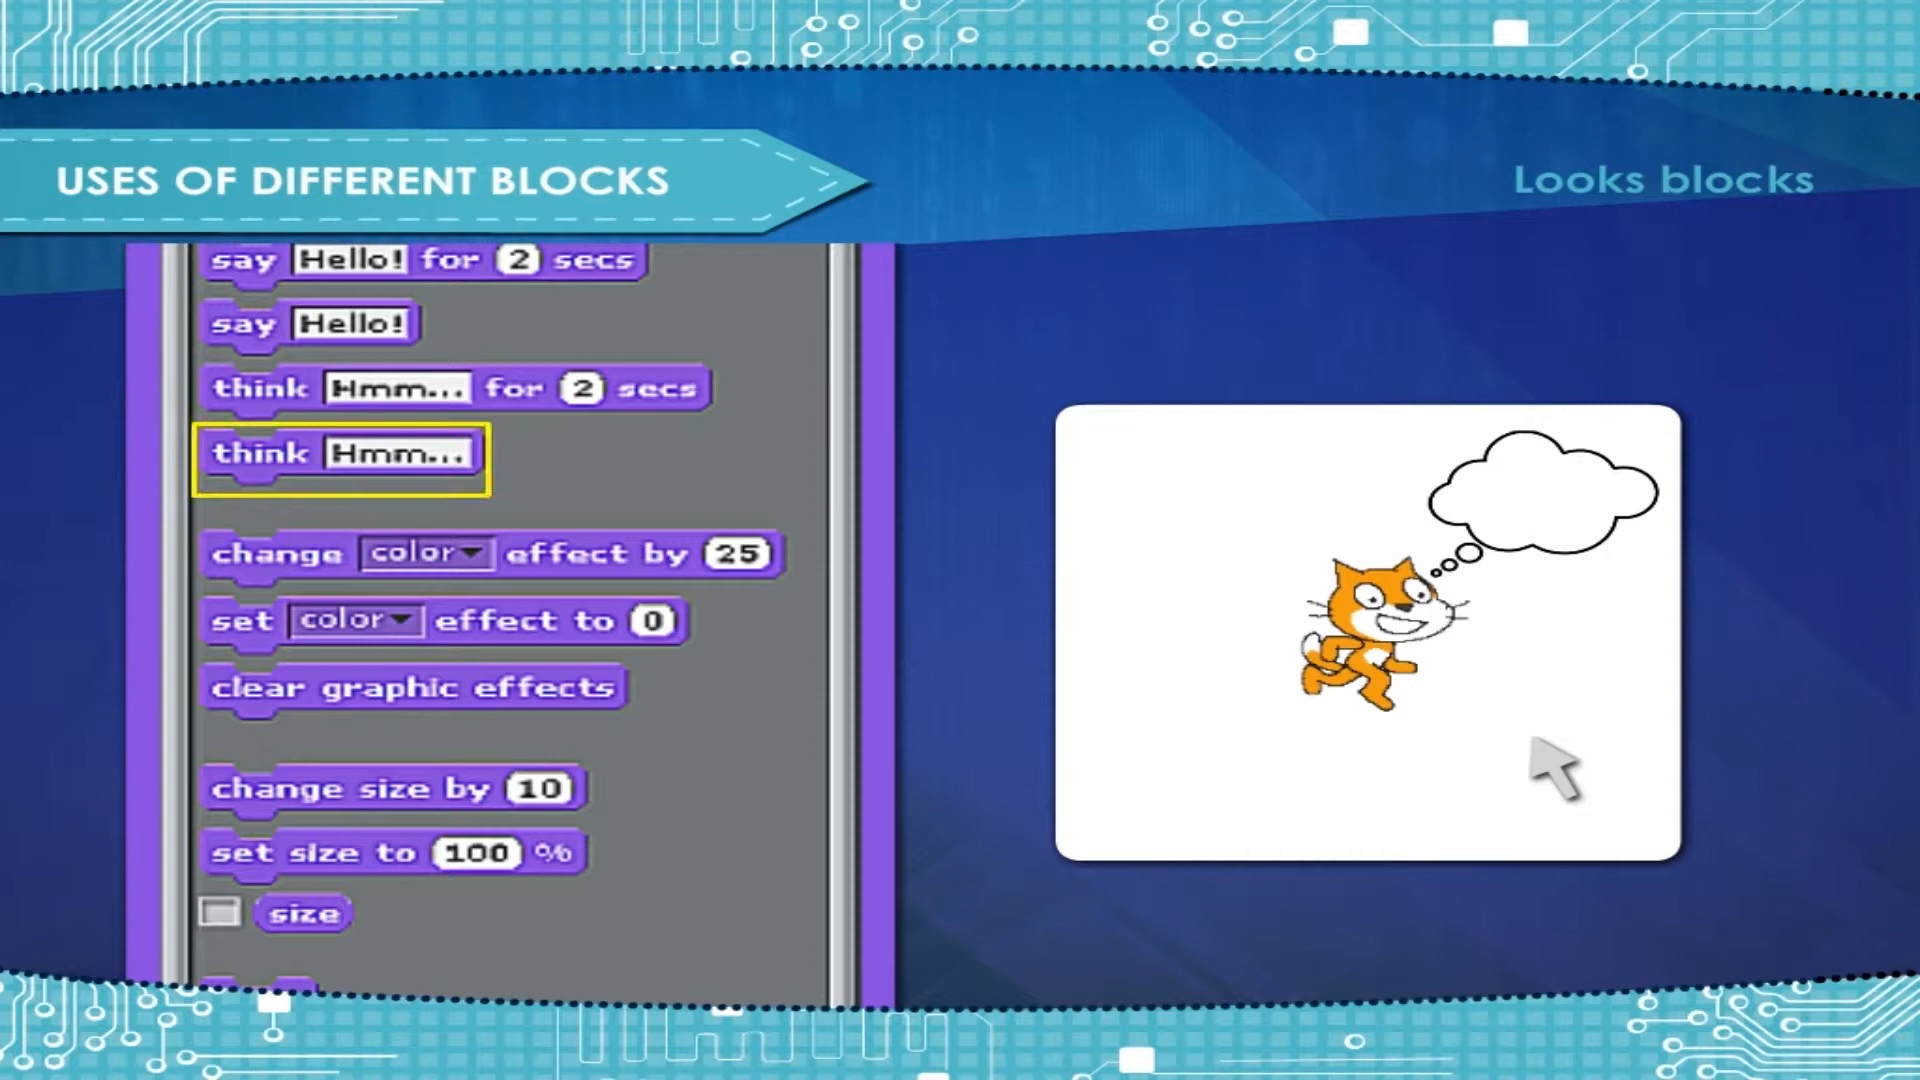 USES OF DIFFERENT BLOCKS
Looks blocks
say Hello! for 2 secs
say Hello!
think Hmm... for 2 secs
think Hmm...
change color effect by 25
set color effect to 0
clear graphic effects
change size by 10
set size to 100 %
size